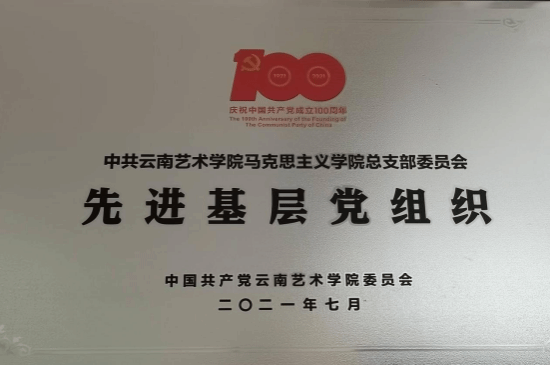 100
1921
2021
庆祝中国共产党成立100周年
The 100th Anniversary of the Founding of
The Communist Party of China
中共云南艺术学院马克思主义学院总支部委员会
先进基层党组织
中国共产党云南艺术学院委员会
二〇二一年七月